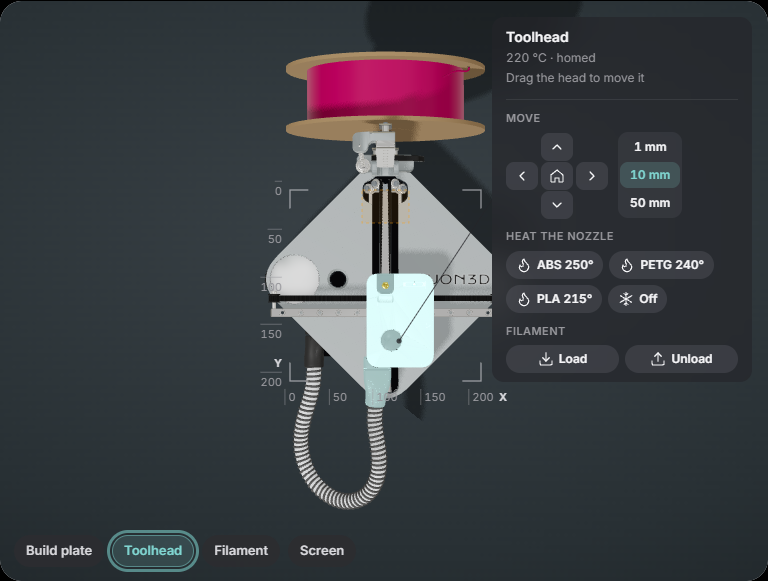 Toolhead
220 °C · homed
Drag the head to move it
MOVE
1 mm
10 mm
50 mm
HEAT THE NOZZLE
ABS 250°
PETG 240°
PLA 215°
Off
FILAMENT
Load
Unload
0
50
100
150
Y
200
0
50
100
150
200
X
Build plate
Toolhead
Filament
Screen